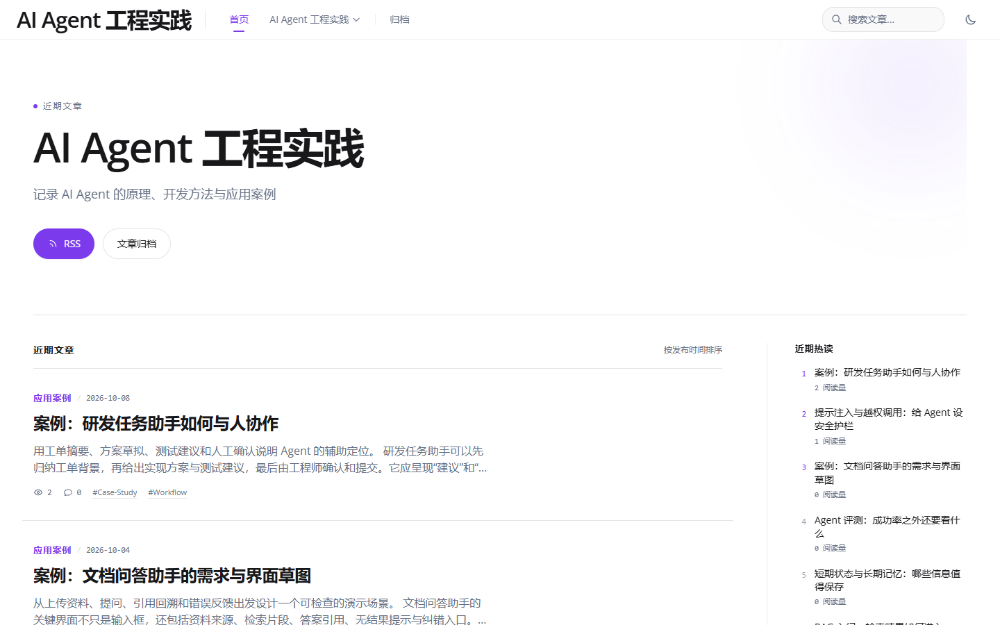 AI Agent 工程实践
首页
AI Agent 工程实践
归档
搜索文章...
近期文章
AI Agent 工程实践
记录 AI Agent 的原理、开发方法与应用案例
RSS
文章归档
近期文章
按发布时间排序
应用案例 / 2026-10-08
案例：研发任务助手如何与人协作
用工单摘要、方案草拟、测试建议和人工确认说明 Agent 的辅助定位。 研发任务助手可以先
归纳工单背景，再给出实现方案与测试建议，最后由工程师确认和提交。它应呈现“建议”和“...
2 0 #Case-Study #Workflow
应用案例 / 2026-10-04
案例：文档问答助手的需求与界面草图
从上传资料、提问、引用回溯和错误反馈出发设计一个可检查的演示场景。 文档问答助手的
关键界面不只是输入框，还包括资料来源、检索片段、答案引用、无结果提示与纠错入口。...
近期热读
1 案例：研发任务助手如何与人协作
2 阅读量
2 提示注入与越权调用：给 Agent 设
安全护栏
1 阅读量
3 案例：文档问答助手的需求与界面
草图
0 阅读量
4 Agent 评测：成功率之外还要看什
么
0 阅读量
5 短期状态与长期记忆：哪些信息值
得保存
0 阅读量